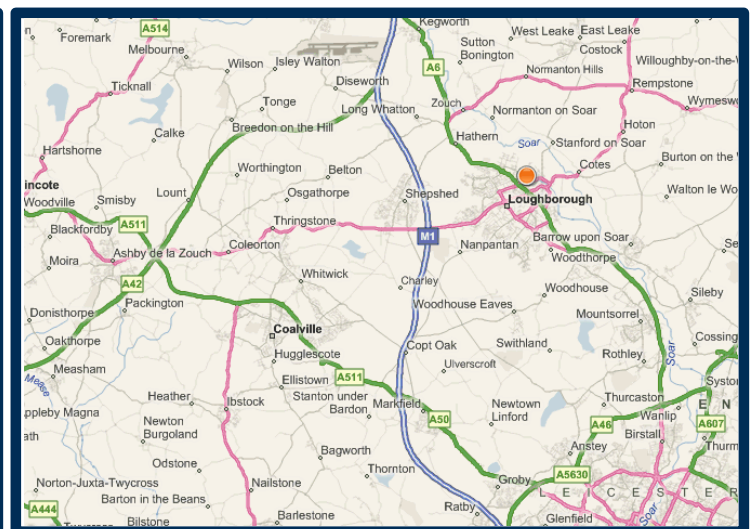 Kegworth
West Leake
East Leake
A514
Foremark
Costock
Melbourne
Sutton
Bonington
Wilson
Isley Walton
A6
Normanton Hills
Willoughby-on-the-W
Diseworth
Rempstone
Ticknall
Tonge
Long Whatton
Zouch
Normanton on Soar
Wymesw
Breedon on the Hill
Hoton
Calke
Hathern
Soar
Stanford on Soar
Hartshorne
Burton on the W
Cotes
Worthington
Belton
incote
Woodville
Smisby
Lount
Osgathorpe
Shepshed
Loughborough
Walton le Wo
A511
Thringstone
Blackfordby
M1
Barrow upon Soar
Se
Coleorton
Nanpantan
Ashby de la Zouch
Moira
Woodthorpe
A42
Whitwick
Charley
Woodhouse
Sileby
Packington
Woodhouse Eaves
Donisthorpe
Mountsorrel
Coalville
Cossing
Oakthorpe
Swithland
Soar
Hugglescote
Copt Oak
Rothley
Measham
Ulverscroft
Mease
Ellistown
A511
Syston
Stanton under
Bardon
Thurcaston
E N
Heather
Ibstock
Markfield
Newtown
Linford
Wanlip
ppleby Magna
A50
A46
A607
Newton
Burgoland
Birstall
ath
Anstey
Thurm
Bagworth
Odstone
Thornton
A5630
Groby
Norton-Juxta-Twycross
Nailstone
L E I C E S T E R
Barton in the Beans
A444
Ratby
Soar
Barlestone
Glenfield
Twycross
Bilstone